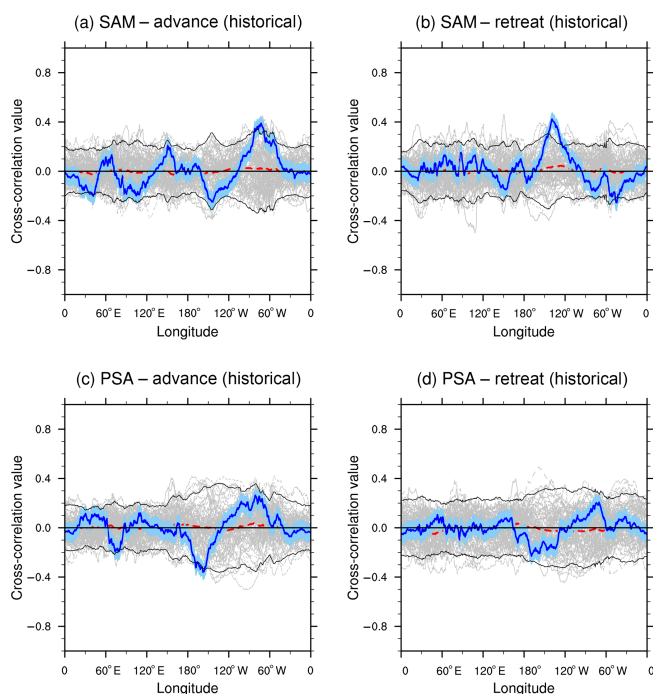 (a) SAM – advance (historical)
(b) SAM – retreat (historical)
Cross-correlation value
0.8
0.4
0.0
−0.4
−0.8
0 60°E 120°E 180° 120°W 60°W 0
Longitude
Cross-correlation value
0.8
0.4
0.0
−0.4
−0.8
0 60°E 120°E 180° 120°W 60°W 0
Longitude
(c) PSA – advance (historical)
(d) PSA – retreat (historical)
Cross-correlation value
0.8
0.4
0.0
−0.4
−0.8
0 60°E 120°E 180° 120°W 60°W 0
Longitude
Cross-correlation value
0.8
0.4
0.0
−0.4
−0.8
0 60°E 120°E 180° 120°W 60°W 0
Longitude